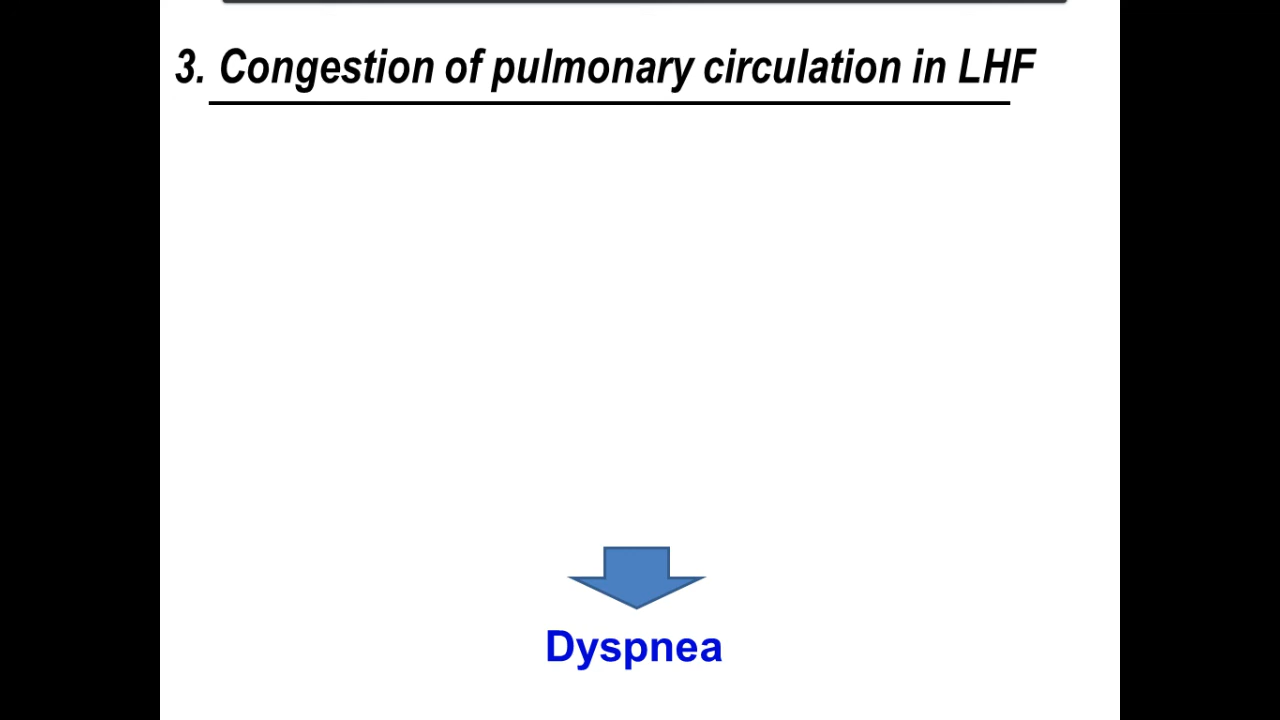 3. Congestion of pulmonary circulation in LHF
Dyspnea